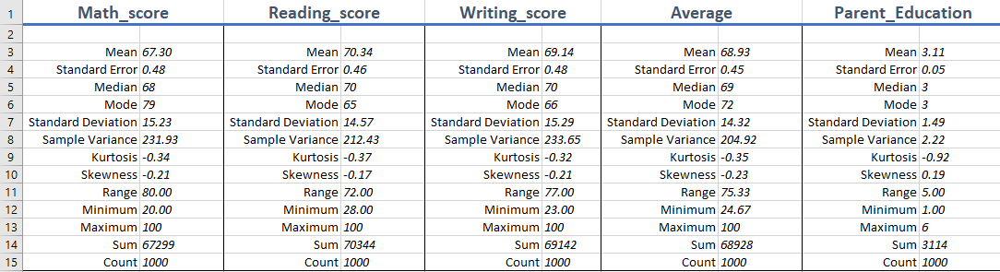 1 Math_score Reading_score Writing_score Average Parent_Education
2
3 Mean 67.30 Mean 70.34 Mean 69.14 Mean 68.93 Mean 3.11
4 Standard Error 0.48 Standard Error 0.46 Standard Error 0.48 Standard Error 0.45 Standard Error 0.05
5 Median 68 Median 70 Median 70 Median 69 Median 3
6 Mode 79 Mode 65 Mode 66 Mode 72 Mode 3
7 Standard Deviation 15.23 Standard Deviation 14.57 Standard Deviation 15.29 Standard Deviation 14.32 Standard Deviation 1.49
8 Sample Variance 231.93 Sample Variance 212.43 Sample Variance 233.65 Sample Variance 204.92 Sample Variance 2.22
9 Kurtosis -0.34 Kurtosis -0.37 Kurtosis -0.32 Kurtosis -0.35 Kurtosis -0.92
10 Skewness -0.21 Skewness -0.17 Skewness -0.21 Skewness -0.23 Skewness 0.19
11 Range 80.00 Range 72.00 Range 77.00 Range 75.33 Range 5.00
12 Minimum 20.00 Minimum 28.00 Minimum 23.00 Minimum 24.67 Minimum 1.00
13 Maximum 100 Maximum 100 Maximum 100 Maximum 100 Maximum 6
14 Sum 67299 Sum 70344 Sum 69142 Sum 68928 Sum 3114
15 Count 1000 Count 1000 Count 1000 Count 1000 Count 1000